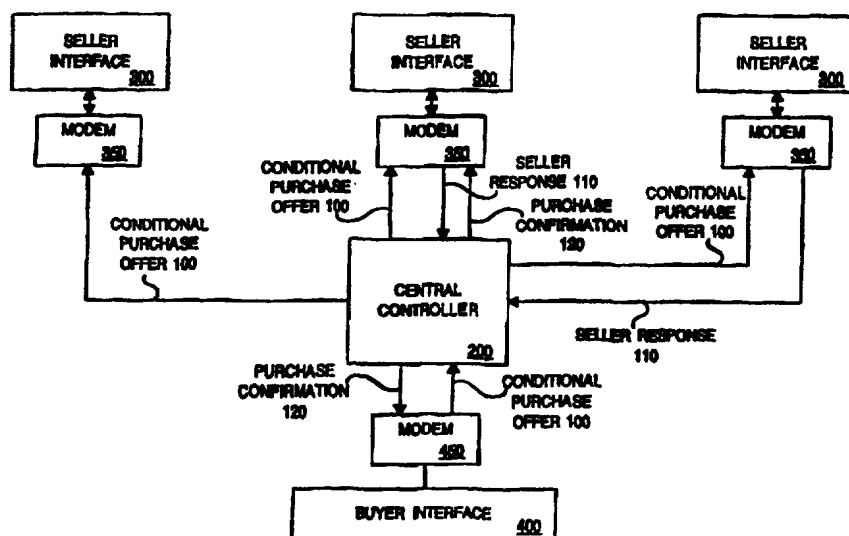 SELLER
INTERFACE
300
SELLER
INTERFACE
300
SELLER
INTERFACE
300
MODEM
350
MODEM
350
MODEM
350
CONDITIONAL
PURCHASE
OFFER 100
SELLER
RESPONSE 110
PURCHASE
CONFIRMATION
120
CONDITIONAL
PURCHASE
OFFER 100
CONDITIONAL
PURCHASE
OFFER 100
CENTRAL
CONTROLLER
200
SELLER RESPONSE
110
PURCHASE
CONFIRMATION
120
CONDITIONAL
PURCHASE
OFFER 100
MODEM
450
BUYER INTERFACE
400